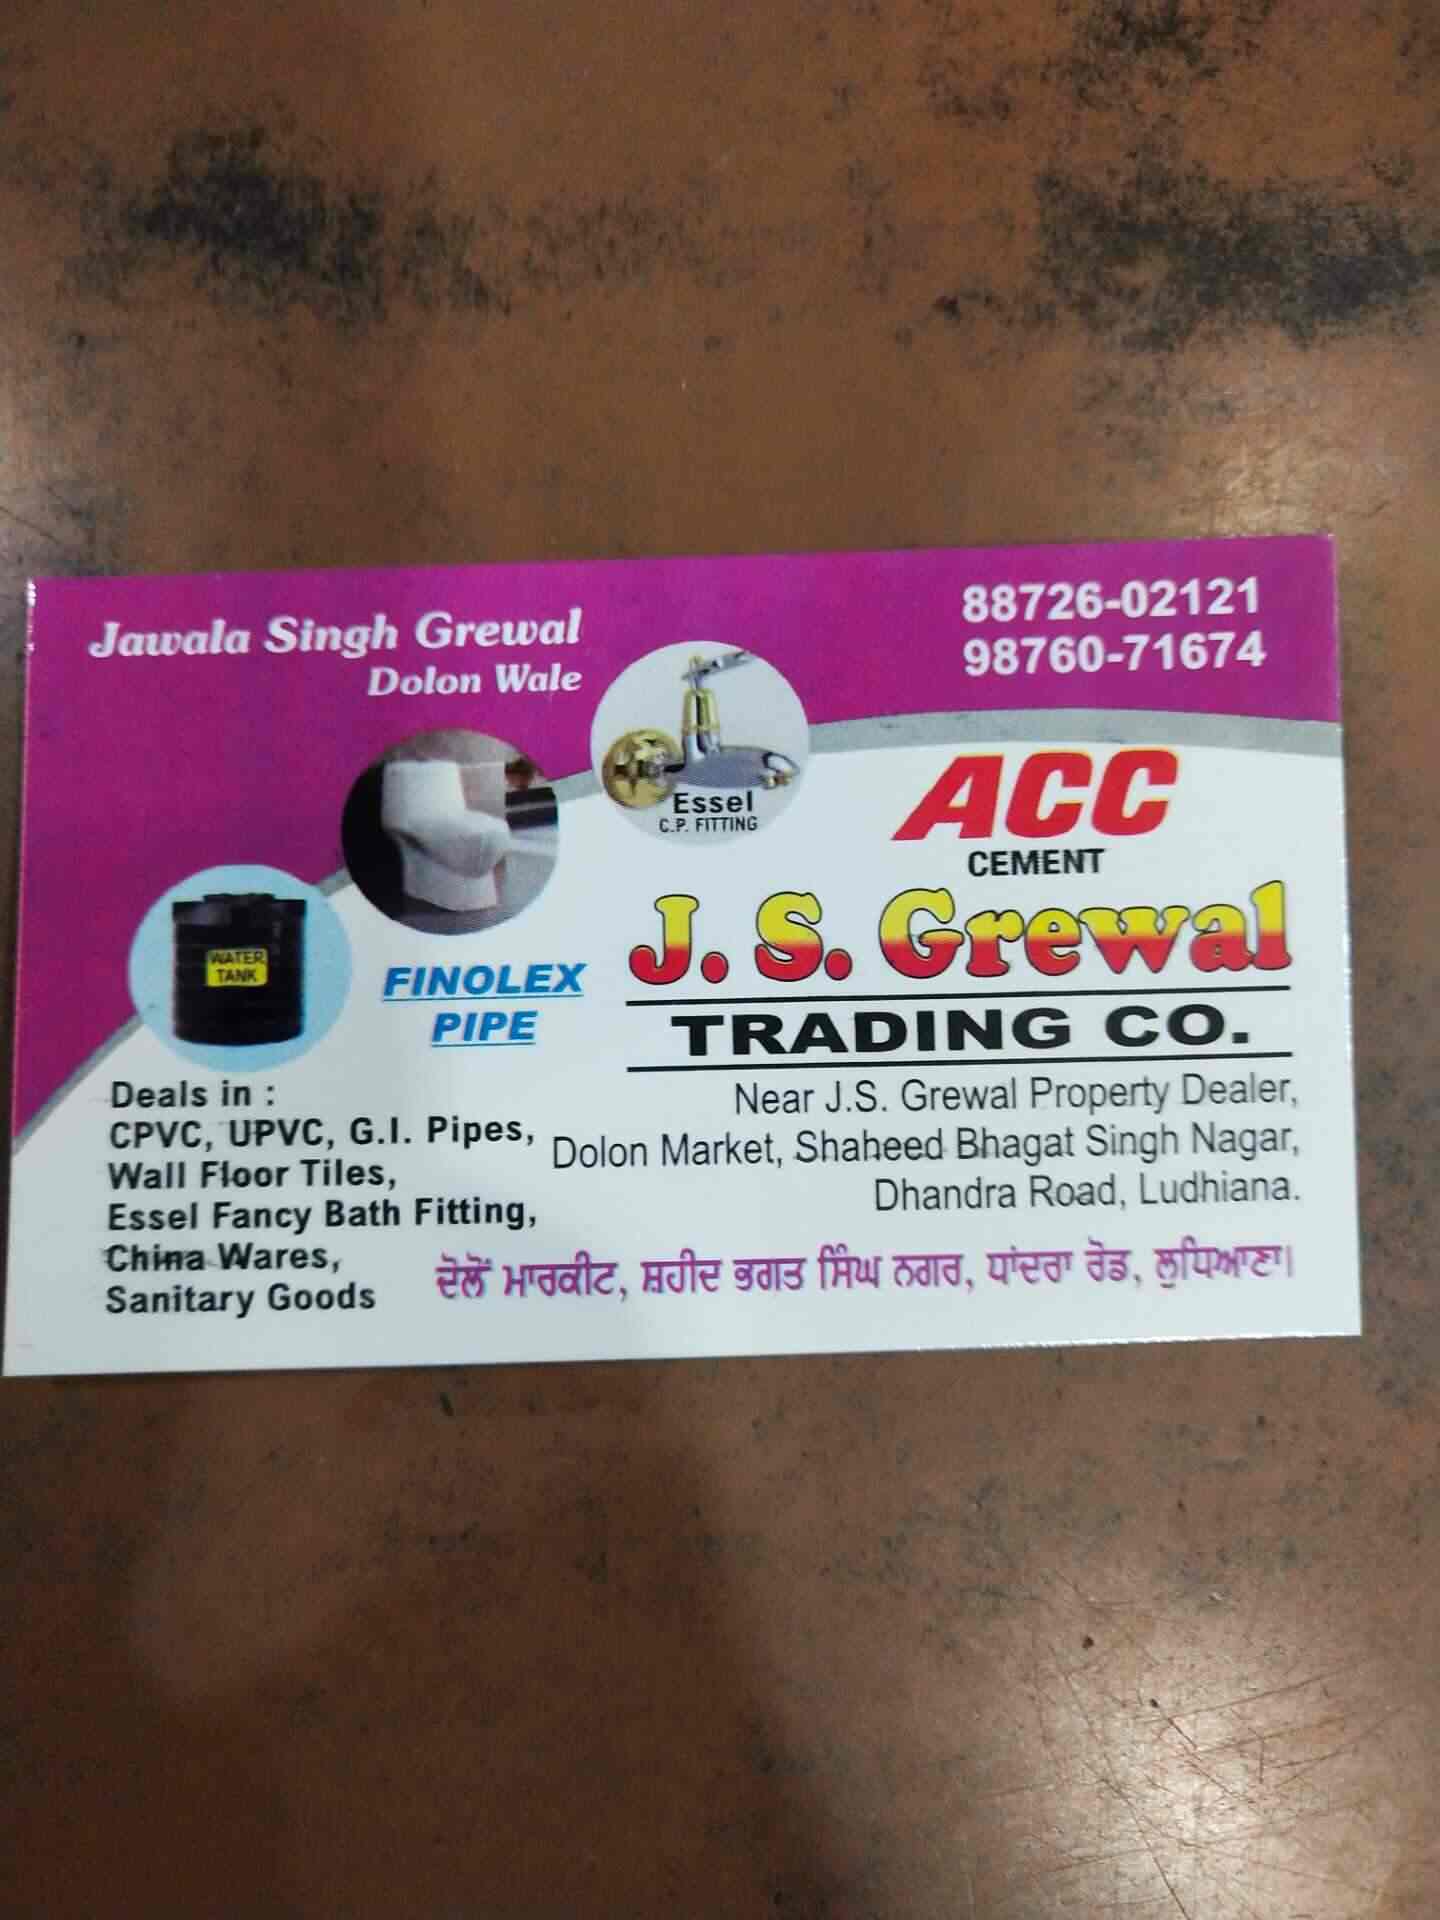 Jawala Singh Grewal
Dolon Wale
88726-02121
98760-71674
Essel
C.P. FITTING
ACC
CEMENT
WATER
TANK
FINOLEX
PIPE
J. S. Grewal
TRADING CO.
Near J.S. Grewal Property Dealer,
Dolon Market, Shaheed Bhagat Singh Nagar,
Dhandra Road, Ludhiana.
Deals in :
CPVC, UPVC, G.I. Pipes,
Wall Floor Tiles,
Essel Fancy Bath Fitting,
China Wares,
Sanitary Goods
ਦੋਲੋਂ ਮਾਰਕੀਟ, ਸ਼ਹੀਦ ਭਗਤ ਸਿੰਘ ਨਗਰ, ਧਾਂਦਰਾ ਰੋਡ, ਲੁਧਿਆਣਾ।